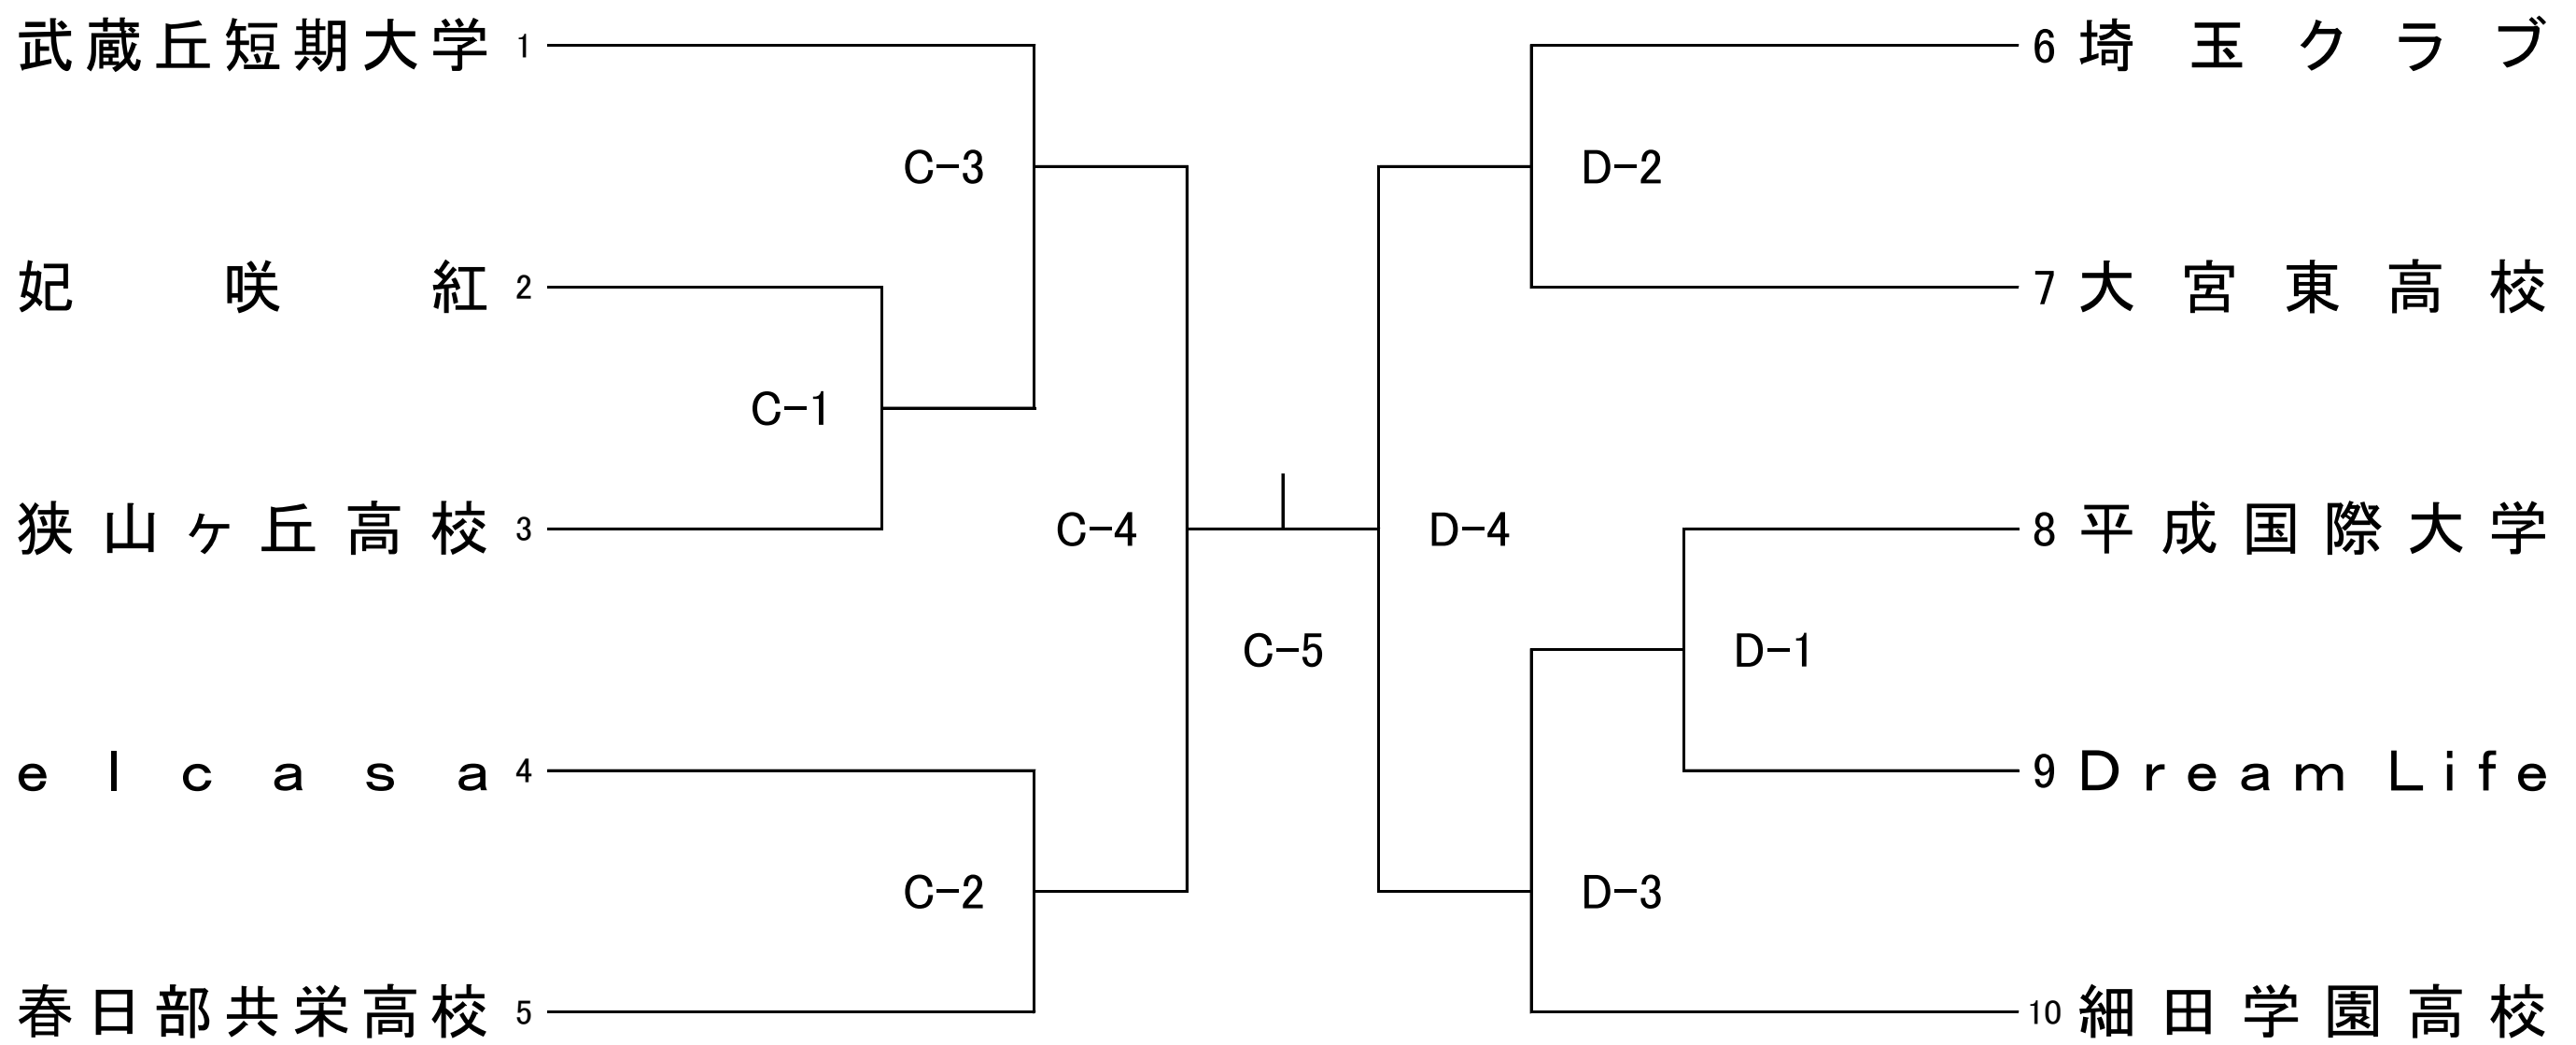 武蔵丘短期大学 1
6 埼玉クラブ
C-3
D-2
妃咲紅 2
7 大宮東高校
C-1
狭山ヶ丘高校 3
C-4
D-4
8 平成国際大学
C-5
D-1
elcasa 4
9 Dream Life
C-2
D-3
春日部共栄高校 5
10 細田学園高校